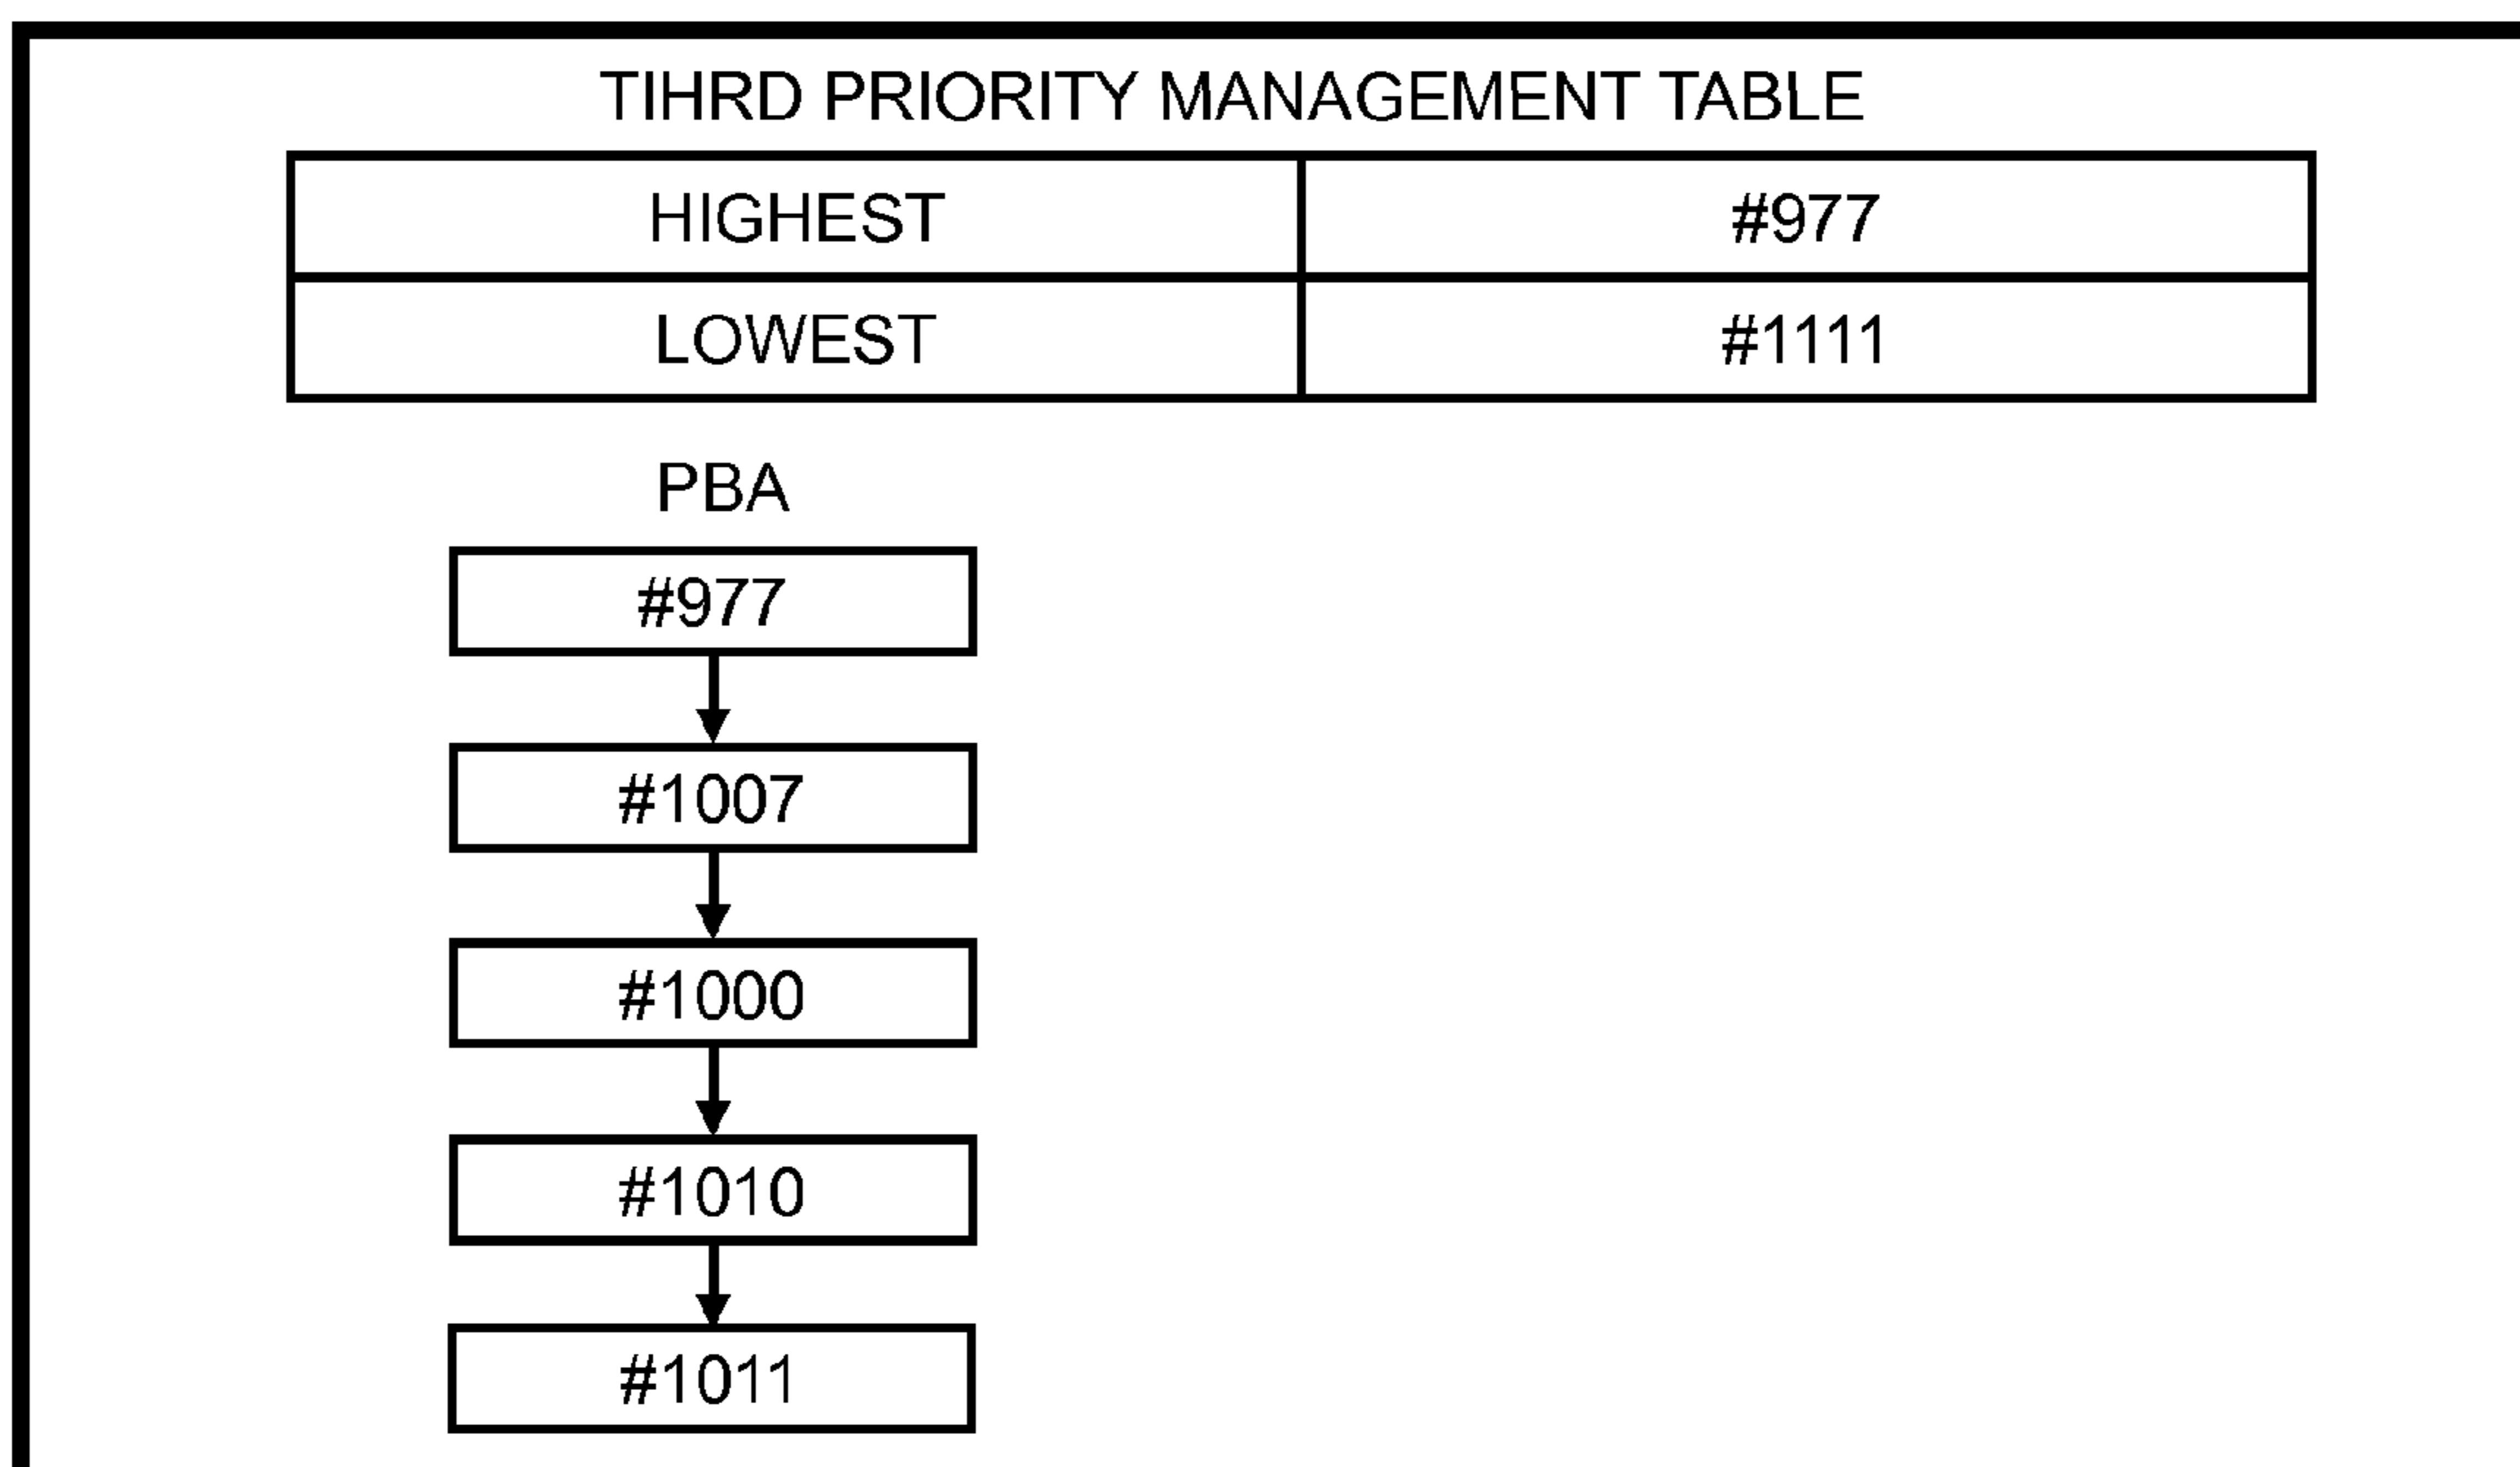 TIHRD PRIORITY MANAGEMENT TABLE
HIGHEST #977
LOWEST #1111
PBA
#977
#1007
#1000
#1010
#1011